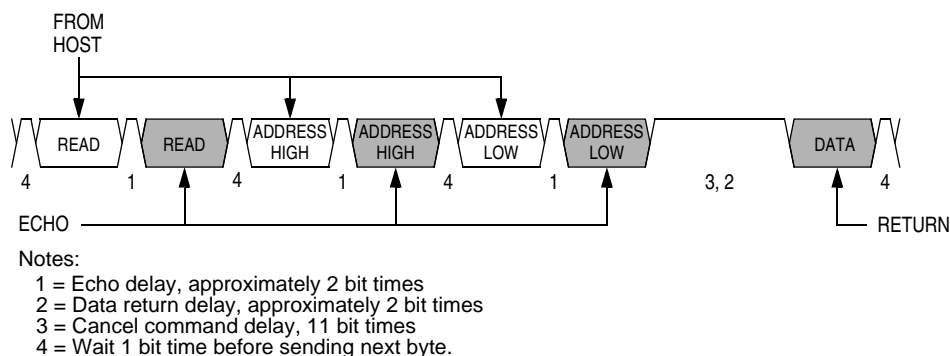 FROM
HOST
READ
READ
ADDRESS
HIGH
ADDRESS
HIGH
ADDRESS
LOW
ADDRESS
LOW
DATA
4 1 4 1 4 1 3, 2 4
ECHO
RETURN
Notes:
1 = Echo delay, approximately 2 bit times
2 = Data return delay, approximately 2 bit times
3 = Cancel command delay, 11 bit times
4 = Wait 1 bit time before sending next byte.